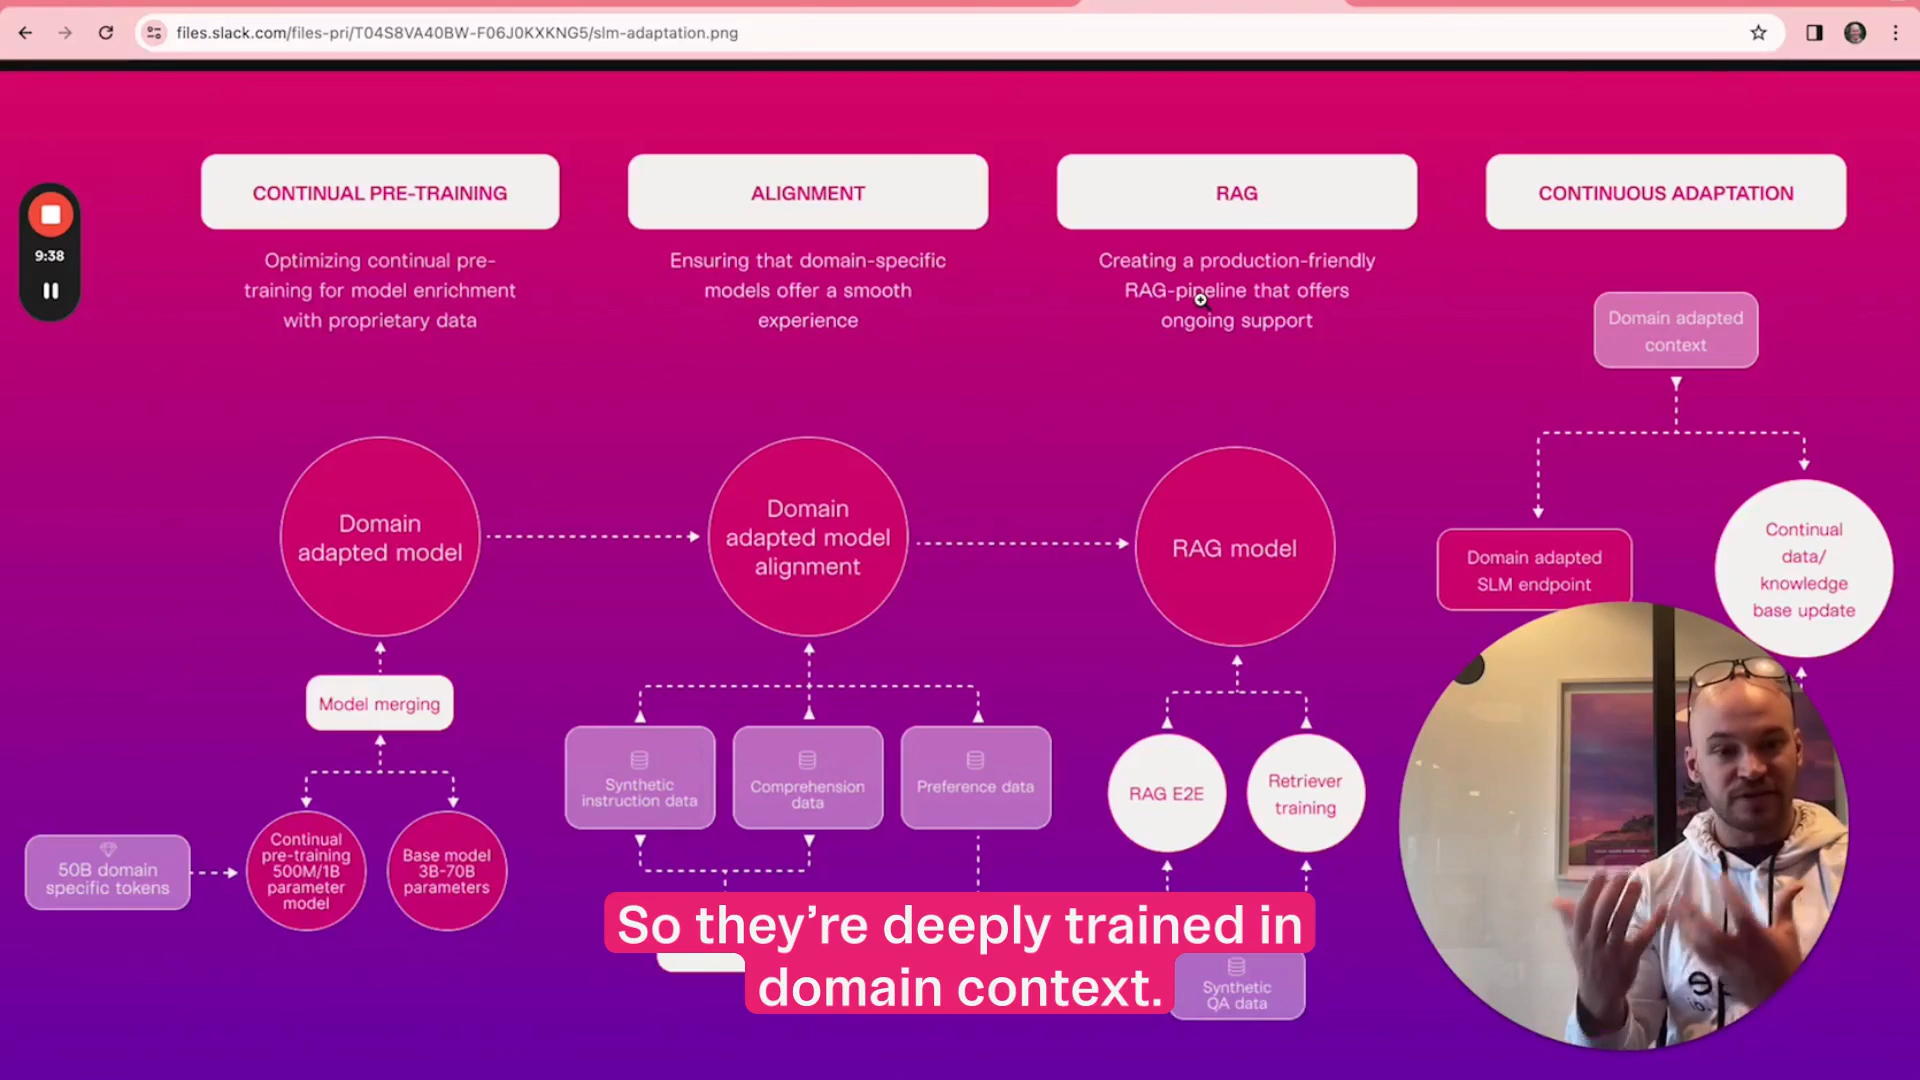 files.slack.com/files-pri/T04S8VA40BW-F06J0KXKNG5/slm-adaptation.png
9:38
CONTINUAL PRE-TRAINING
Optimizing continual pre-
training for model enrichment
with proprietary data
ALIGNMENT
Ensuring that domain-specific
models offer a smooth
experience
RAG
Creating a production-friendly
RAG-pipeline that offers
ongoing support
CONTINUOUS ADAPTATION
Domain adapted
context
Domain
adapted model
Domain
adapted model
alignment
RAG model
Domain adapted
SLM endpoint
Continual
data/
knowledge
base update
Model merging
Synthetic
instruction data
Comprehension
data
Preference data
RAG E2E
Retriever
training
50B domain
specific tokens
Continual
pre-training
500M/1B
parameter
model
Base model
3B-70B
parameters
So they’re deeply trained in
domain context.
Synthetic
QA data